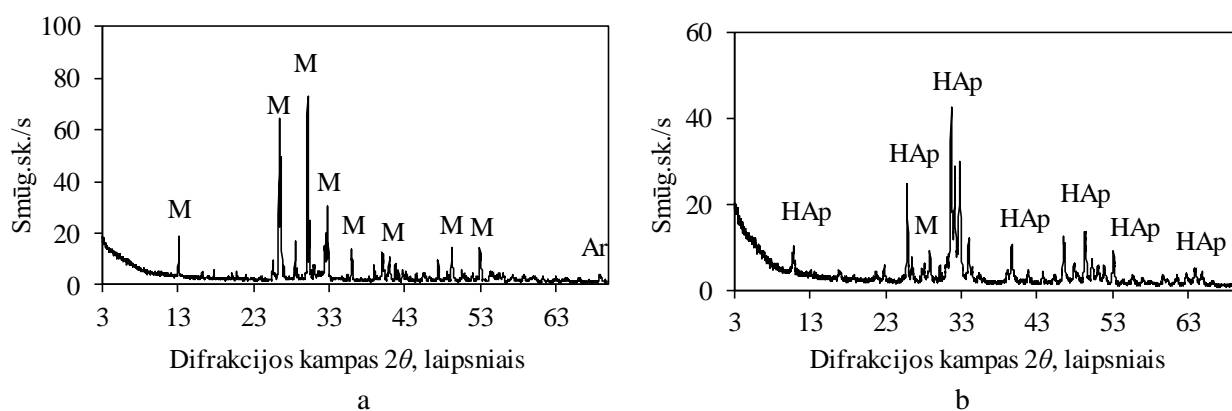 100
80
60
40
20
0
Smūg.sk./s
M
M
M
M
M
M
M
M
Ar
3 13 23 33 43 53 63
Difrakcijos kampas 2θ, laipsniais
a
60
40
20
0
Smūg.sk./s
HAp
HAp
HAp
M
HAp
HAp
HAp
HAp
3 13 23 33 43 53 63
Difrakcijos kampas 2θ, laipsniais
b